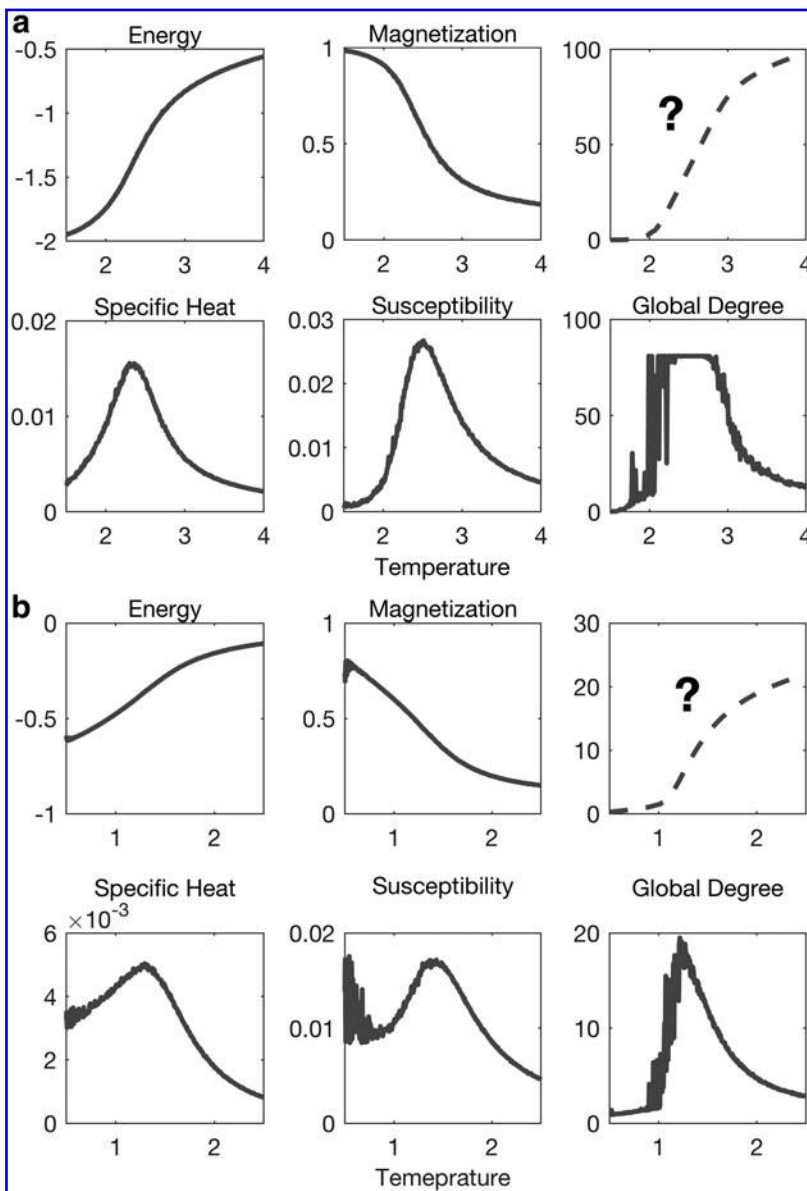 a
Energy
Magnetization
-0.5
-1
-1.5
-2
2 3 4
1
0.5
0
2 3 4
100
50
0
?
2 3 4
Specific Heat
Susceptibility
Global Degree
0.02
0.01
0
2 3 4
0.03
0.02
0.01
0
2 3 4
100
50
0
2 3 4
Temperature
b
Energy
Magnetization
0
-0.5
-1
1 2
1
0.5
0
1 2
30
20
10
0
?
1 2
Specific Heat
Susceptibility
Global Degree
×10-3
6
4
2
0
1 2
0.02
0.01
0
1 2
20
10
0
1 2
Temeprature